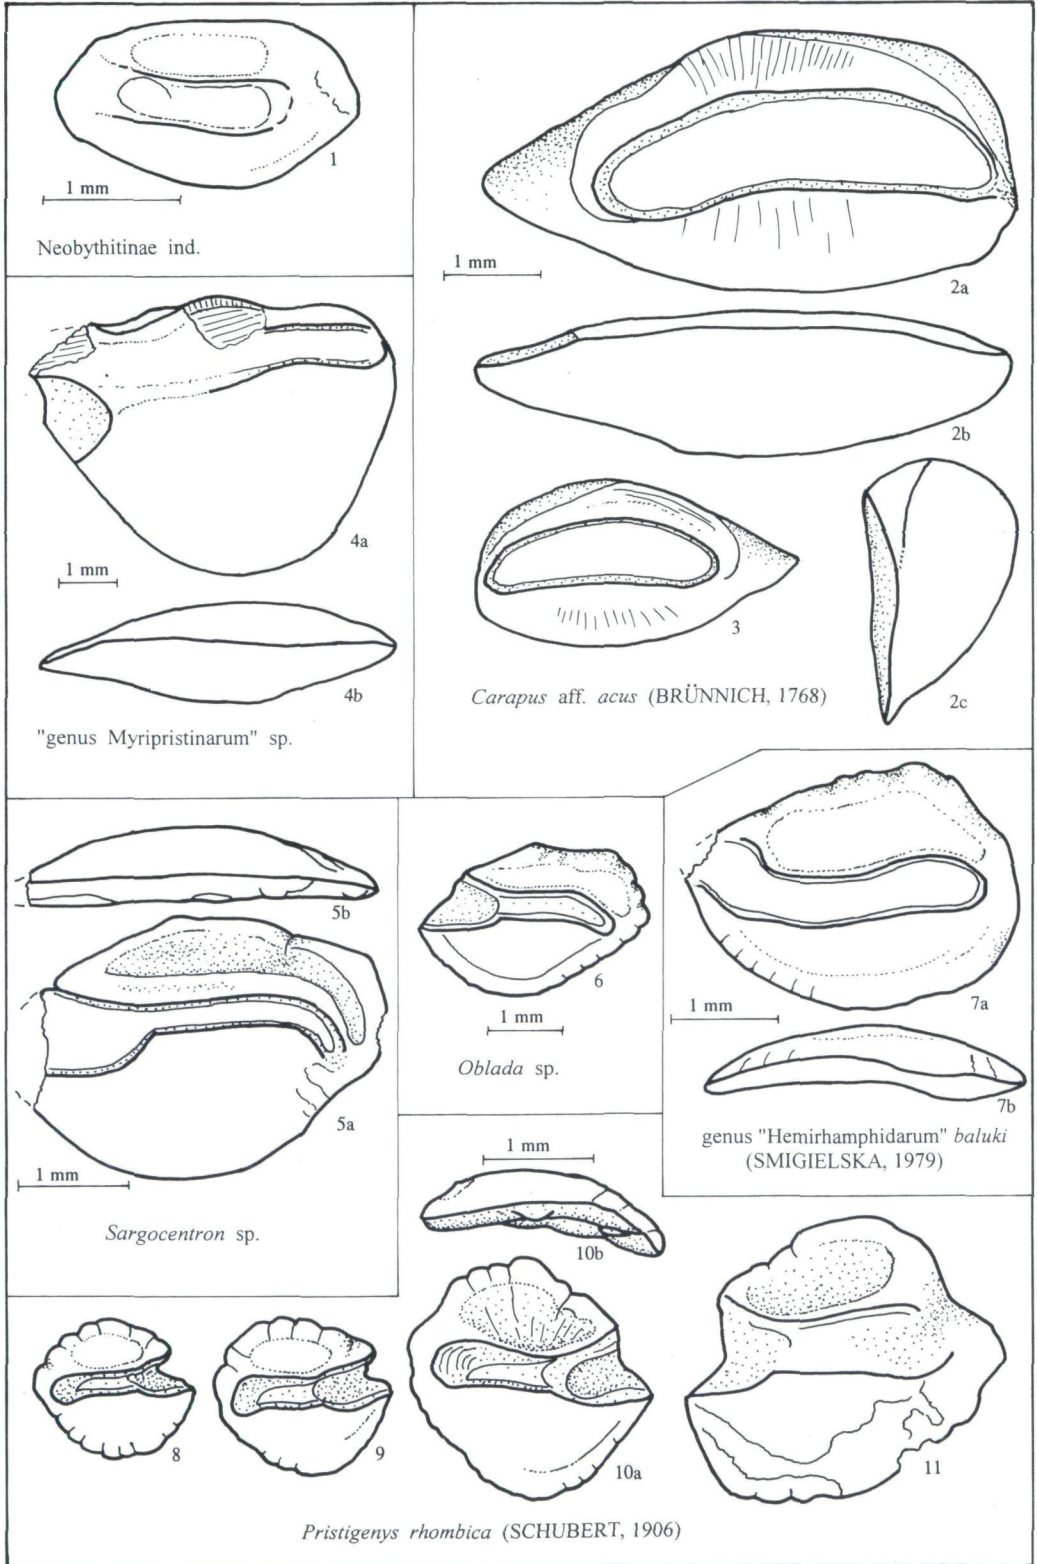 1
1 mm
Neobythitinae ind.
2a
1 mm
2b
2c
3
Carapus aff. acus (BRÜNNICH, 1768)
4a
1 mm
4b
"genus Myripristinarum" sp.
5b
5a
1 mm
Sargocentron sp.
6
1 mm
Oblada sp.
7a
1 mm
7b
genus "Hemirhamphidarum" baluki
(SMIGIELSKA, 1979)
1 mm
10b
8
9
10a
11
Pristigenys rhombica (SCHUBERT, 1906)